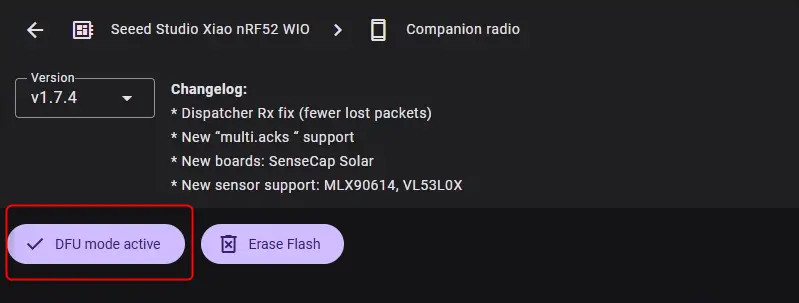 Seeed Studio Xiao nRF52 WIO
Companion radio
Version
v1.7.4
Changelog:
* Dispatcher Rx fix (fewer lost packets)
* New “multi.acks “ support
* New boards: SenseCap Solar
* New sensor support: MLX90614, VL53L0X
DFU mode active
Erase Flash